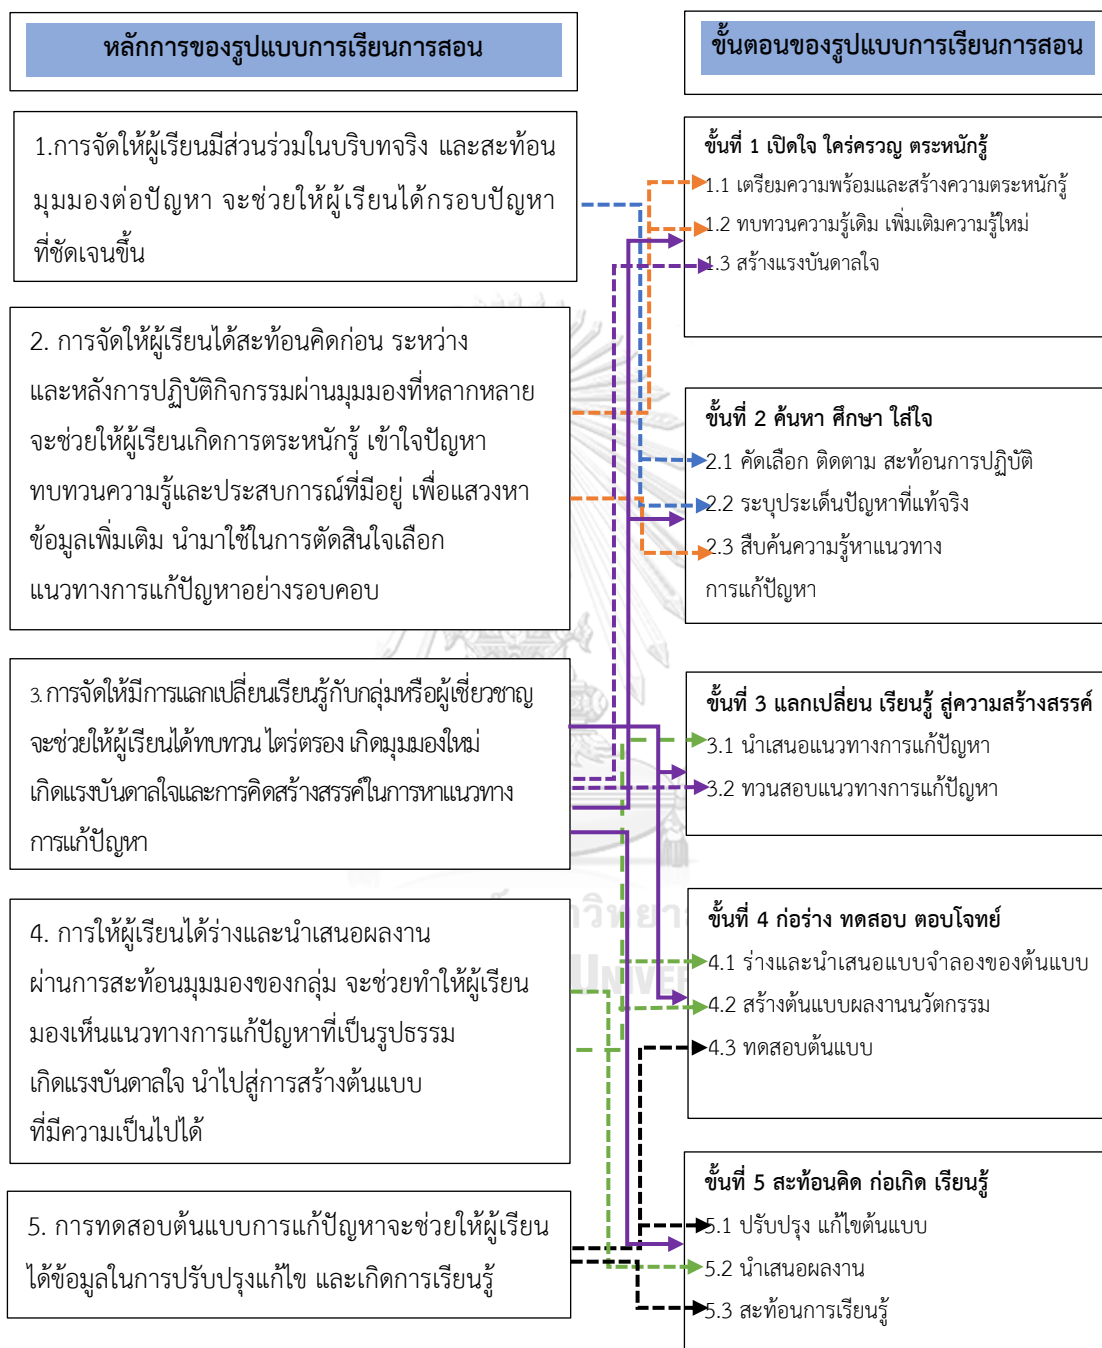 หลักการของรูปแบบการเรียนการสอน
1.การจัดให้ผู้เรียนมีส่วนร่วมในบริบทจริง และสะท้อน
มุมมองต่อปัญหา จะช่วยให้ผู้เรียนได้กรอบปัญหา
ที่ชัดเจนขึ้น
2. การจัดให้ผู้เรียนได้สะท้อนคิดก่อน ระหว่าง
และหลังการปฏิบัติกิจกรรมผ่านมุมมองที่หลากหลาย
จะช่วยให้ผู้เรียนเกิดการตระหนักรู้ เข้าใจปัญหา
ทบทวนความรู้และประสบการณ์ที่มีอยู่ เพื่อแสวงหา
ข้อมูลเพิ่มเติม นำมาใช้ในการตัดสินใจเลือก
แนวทางการแก้ปัญหาอย่างรอบคอบ
3. การจัดให้มีการแลกเปลี่ยนเรียนรู้กับกลุ่มหรือผู้เชี่ยวชาญ
จะช่วยให้ผู้เรียนได้ทบทวน ไตร่ตรอง เกิดมุมมองใหม่
เกิดแรงบันดาลใจและการคิดสร้างสรรค์ในการหาแนวทาง
การแก้ปัญหา
4. การให้ผู้เรียนได้ร่างและนำเสนอผลงาน
ผ่านการสะท้อนมุมมองของกลุ่ม จะช่วยทำให้ผู้เรียน
มองเห็นแนวทางการแก้ปัญหาที่เป็นรูปธรรม
เกิดแรงบันดาลใจ นำไปสู่การสร้างต้นแบบ
ที่มีความเป็นไปได้
5. การทดสอบต้นแบบการแก้ปัญหาจะช่วยให้ผู้เรียน
ได้ข้อมูลในการปรับปรุงแก้ไข และเกิดการเรียนรู้
ขั้นตอนของรูปแบบการเรียนการสอน
ขั้นที่ 1 เปิดใจ ใคร่ครวญ ตระหนักรู้
1.1 เตรียมความพร้อมและสร้างความตระหนักรู้
1.2 ทบทวนความรู้เดิม เพิ่มเติมความรู้ใหม่
1.3 สร้างแรงบันดาลใจ
ขั้นที่ 2 ค้นหา ศึกษา ใส่ใจ
2.1 คัดเลือก ติดตาม สะท้อนการปฏิบัติ
2.2 ระบุประเด็นปัญหาที่แท้จริง
2.3 สืบค้นความรู้หาแนวทาง
การแก้ปัญหา
ขั้นที่ 3 แลกเปลี่ยน เรียนรู้ สู่ความสร้างสรรค์
3.1 นำเสนอแนวทางการแก้ปัญหา
3.2 ทวนสอบแนวทางการแก้ปัญหา
ขั้นที่ 4 ก่อร่าง ทดสอบ ตอบโจทย์
4.1 ร่างและนำเสนอแบบจำลองของต้นแบบ
4.2 สร้างต้นแบบผลงานนวัตกรรม
4.3 ทดสอบต้นแบบ
ขั้นที่ 5 สะท้อนคิด ก่อเกิด เรียนรู้
5.1 ปรับปรุง แก้ไขต้นแบบ
5.2 นำเสนอผลงาน
5.3 สะท้อนการเรียนรู้